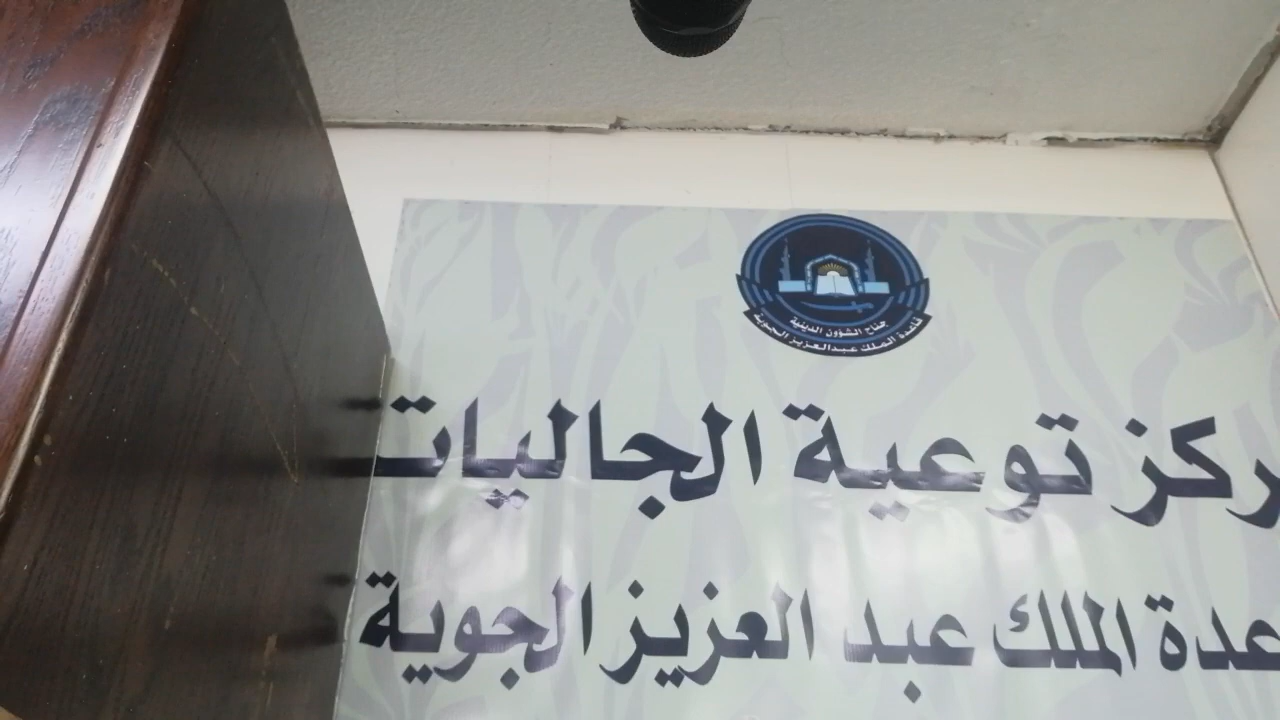 جناح الشؤون الدينية
قاعدة الملك عبدالعزيز الجوية
ركز توعية الجاليات
عدة الملك عبد العزيز الجوية